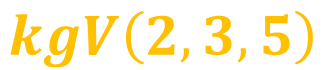 kgV(2, 3, 5)